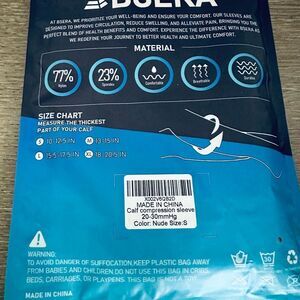 BSERA
AT BSERA, WE PRIORITIZE YOUR WELL-BEING AND ENSURE YOUR COMFORT. OUR SLEEVES ARE
DESIGNED TO IMPROVE CIRCULATION, REDUCE SWELLING, AND ALLEVIATE PAIN, BRINGING YOU THE
PERFECT BLEND OF HEALTH BENEFITS AND COMFORT. EXPERIENCE THE DIFFERENCE WITH BSERA AS
WE REDEFINE YOUR JOURNEY TO BETTER HEALTH AND ULTIMATE COMFORT.
MATERIAL
77%
Nylon
23%
Spandex
Comfortable
Breathable
Durable
SIZE CHART
MEASURE THE THICKEST
PART OF YOUR CALF
S 10-12.5 IN M 13-15 IN
L 15.5-17.5 IN XL 18-20.5 IN
X002V6Q82D
MADE IN CHINA
Calf compression sleeve
20-30mmHg
Color: Nude Size:S
WARNING:
TO AVOID DANGER OF SUFFOCATION,KEEP PLASTIC BAG AWAY
FROM BABIES AND CHILDREN.DO NOT USE THIS BAG IN CRIBS,
BEDS, CARRIAGES, OR PLAYPENS. THIS BAG IS NOT A TOY.
MADE IN CHINA
30